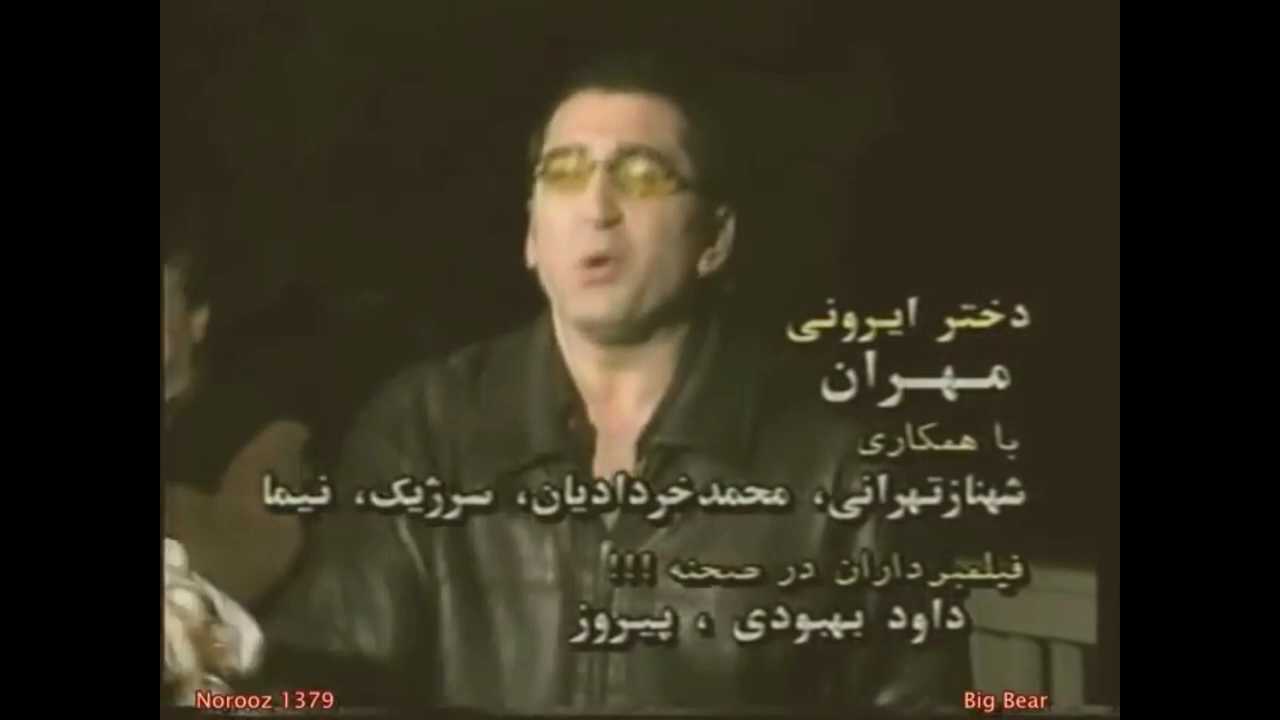 دختر ایرونی
مهران
با همکاری
شهنازتهرانی، محمدخردادیان، سرژیک، نیما
فیلمبرداران در صحنه !!!
داود بهبودی ، پیروز
Norooz 1379 Big Bear